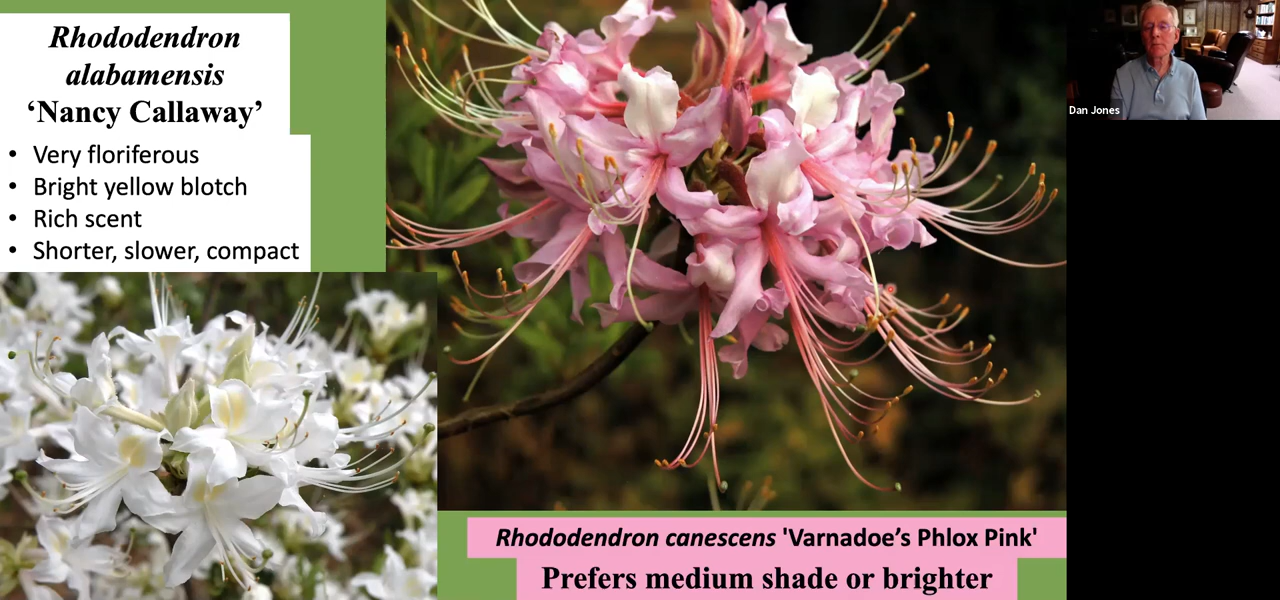 Rhododendron
alabamensis
‘Nancy Callaway’
• Very floriferous
• Bright yellow blotch
• Rich scent
• Shorter, slower, compact
Dan Jones
Rhododendron canescens 'Varnadoe’s Phlox Pink'
Prefers medium shade or brighter